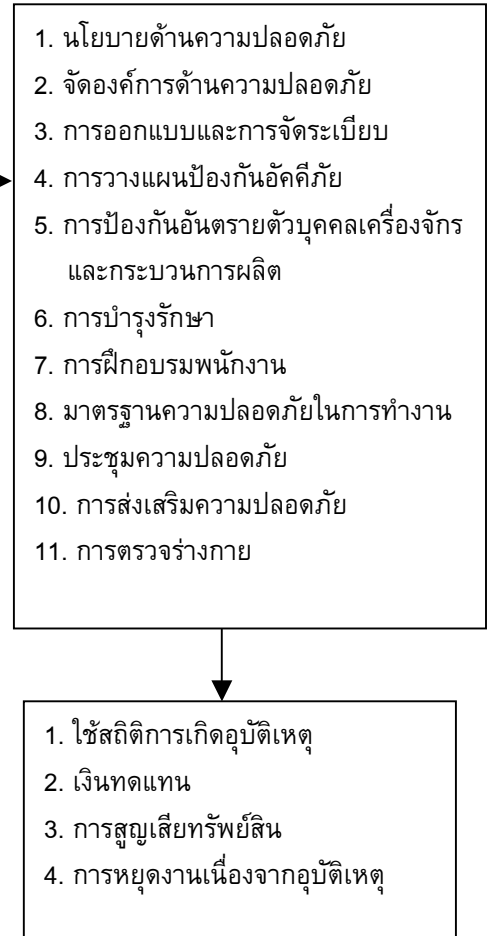 1. นโยบายด้านความปลอดภัย
2. จัดองค์การด้านความปลอดภัย
3. การออกแบบและการจัดระเบียบ
4. การวางแผนป้องกันอัคคีภัย
5. การป้องกันอันตรายตัวบุคคลเครื่องจักร
และกระบวนการผลิต
6. การบำรุงรักษา
7. การฝึกอบรมพนักงาน
8. มาตรฐานความปลอดภัยในการทำงาน
9. ประชุมความปลอดภัย
10. การส่งเสริมความปลอดภัย
11. การตรวจร่างกาย
1. ใช้สถิติการเกิดอุบัติเหตุ
2. เงินทดแทน
3. การสูญเสียทรัพย์สิน
4. การหยุดงานเนื่องจากอุบัติเหตุ